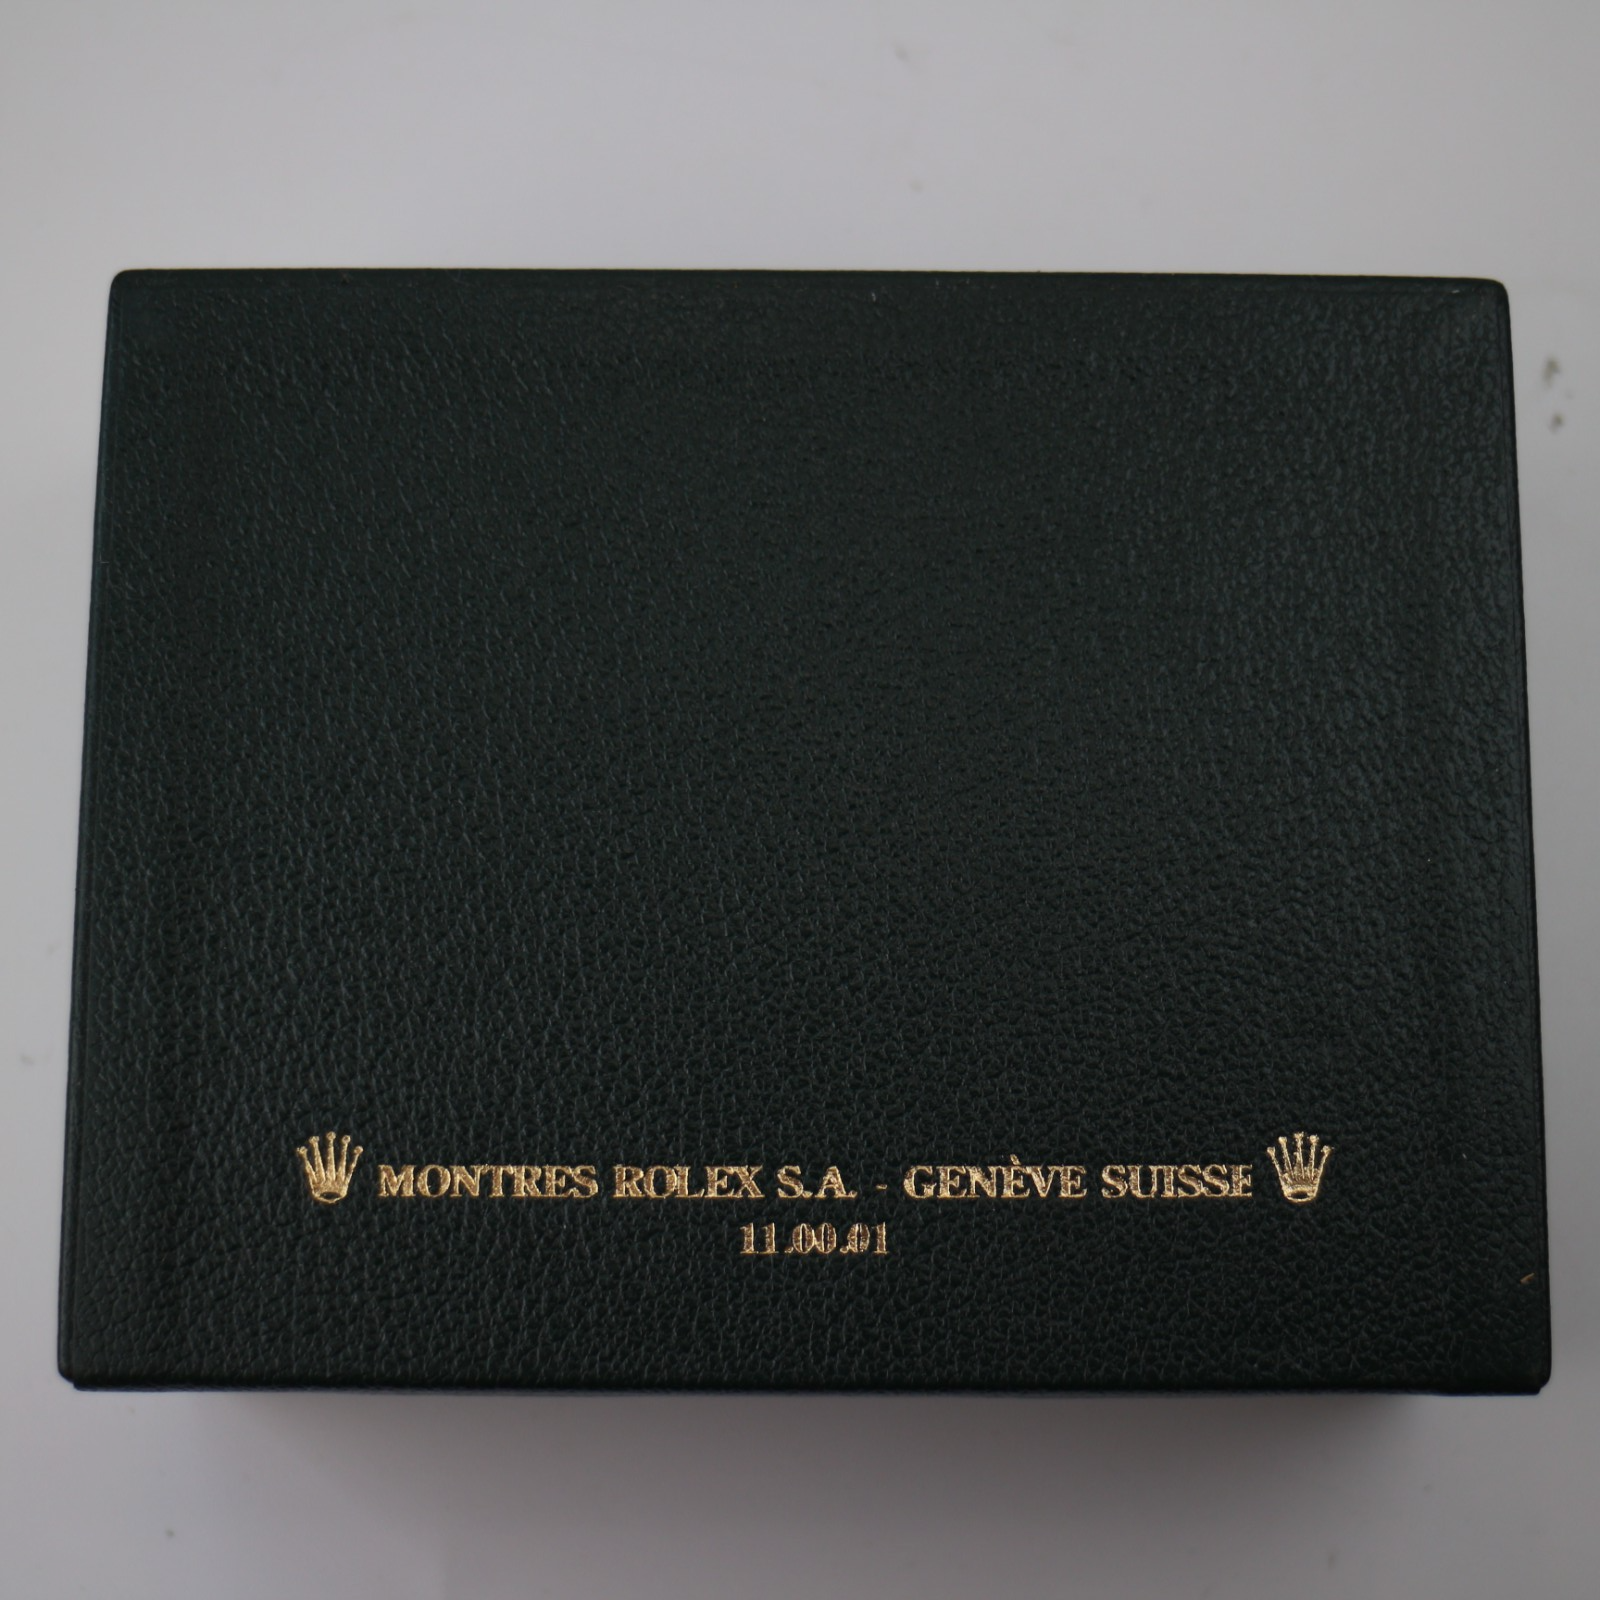 MONTRES ROLEX S.A. - GENÈVE SUISSE
11.00.01